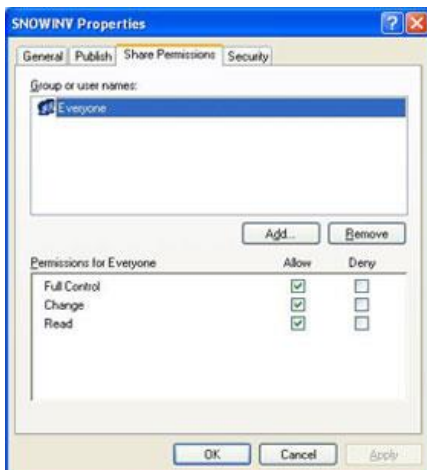 SNOWINV Properties
General Publish Share Permissions Security
Group or user names:
Everyone
Add... Remove
Permissions for Everyone Allow Deny
Full Control
Change
Read
OK Cancel Apply